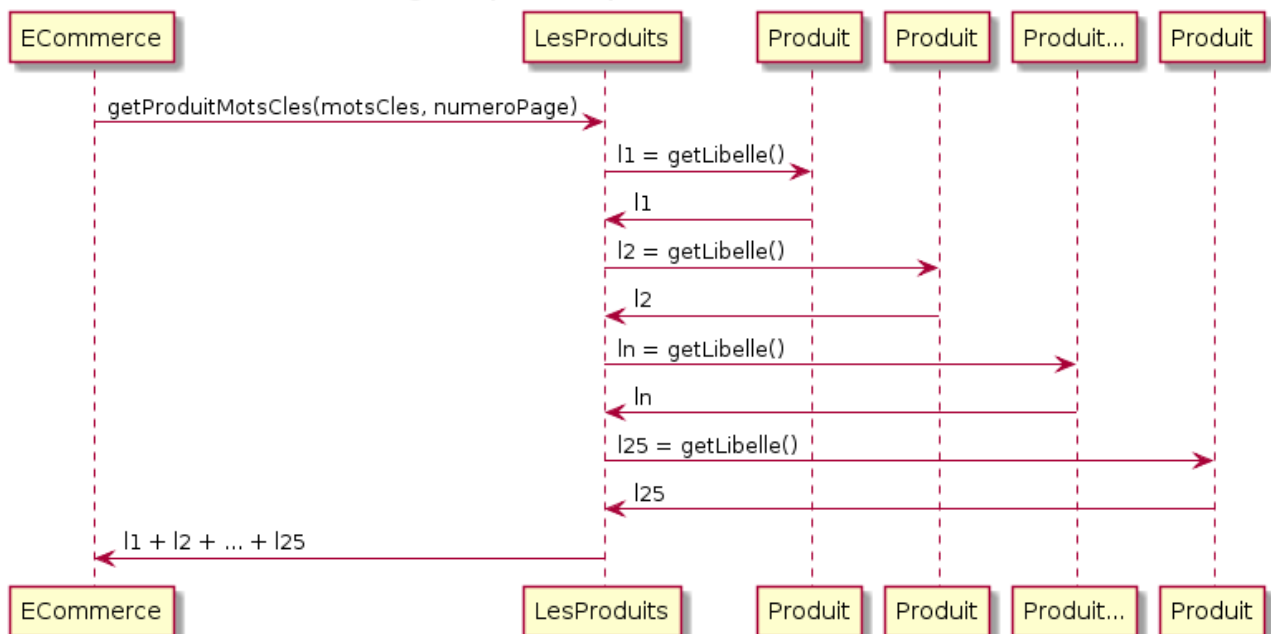 ECommerce LesProduits Produit Produit Produit... Produit
getProduitMotsCles(motsCles, numeroPage)
l1 = getLibelle()
l1
l2 = getLibelle()
l2
ln = getLibelle()
ln
l25 = getLibelle()
l25
l1 + l2 + ... + l25
ECommerce LesProduits Produit Produit Produit... Produit